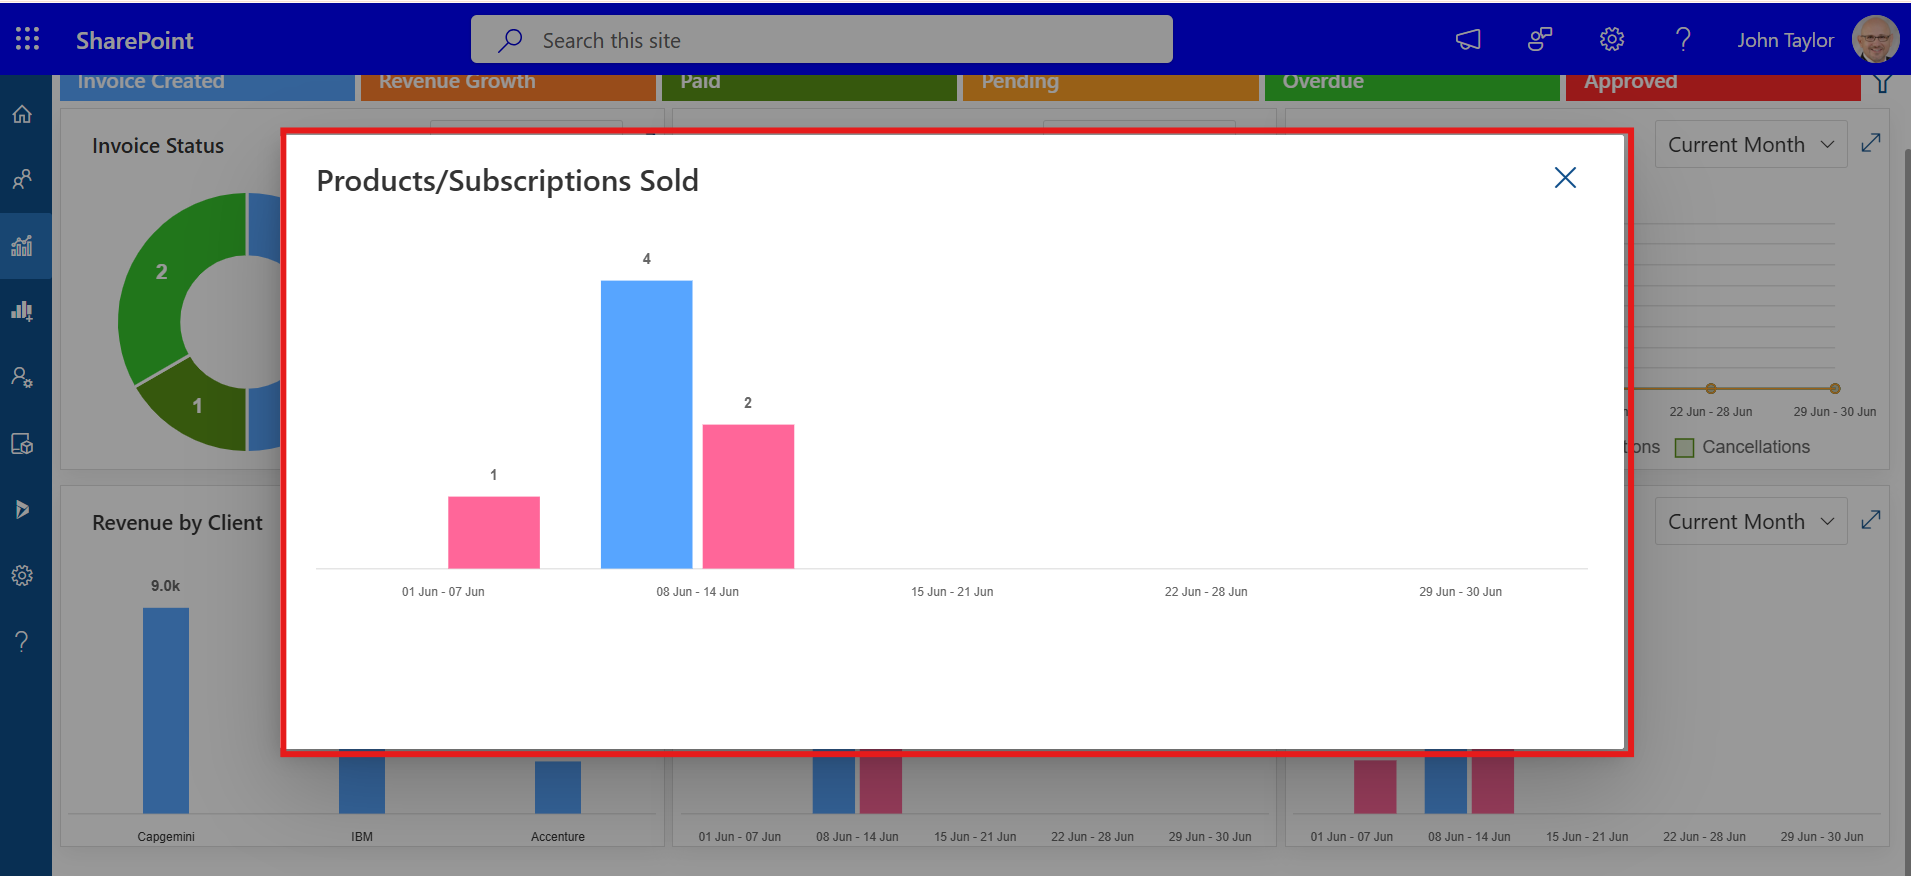 SharePoint
Search this site
John Taylor
Invoice Created
Revenue Growth
Paid
Pending
Overdue
Approved
Invoice Status
2
1
Current Month
22 Jun - 28 Jun
29 Jun - 30 Jun
Cancellations
Products/Subscriptions Sold
1
4
2
01 Jun - 07 Jun
08 Jun - 14 Jun
15 Jun - 21 Jun
22 Jun - 28 Jun
29 Jun - 30 Jun
Revenue by Client
9.0k
Capgemini
IBM
Accenture
01 Jun - 07 Jun
08 Jun - 14 Jun
15 Jun - 21 Jun
22 Jun - 28 Jun
29 Jun - 30 Jun
Current Month
01 Jun - 07 Jun
08 Jun - 14 Jun
15 Jun - 21 Jun
22 Jun - 28 Jun
29 Jun - 30 Jun